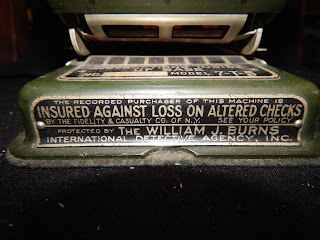 MODEL 7-
THE RECORDED PURCHASER OF THIS MACHINE IS
INSURED AGAINST LOSS ON ALTERED CHECKS
BY THE FIDELITY & CASUALTY CO. OF N.Y. SEE YOUR POLICY
PROTECTED BY THE WILLIAM J. BURNS
INTERNATIONAL DETECTIVE AGENCY, INC.